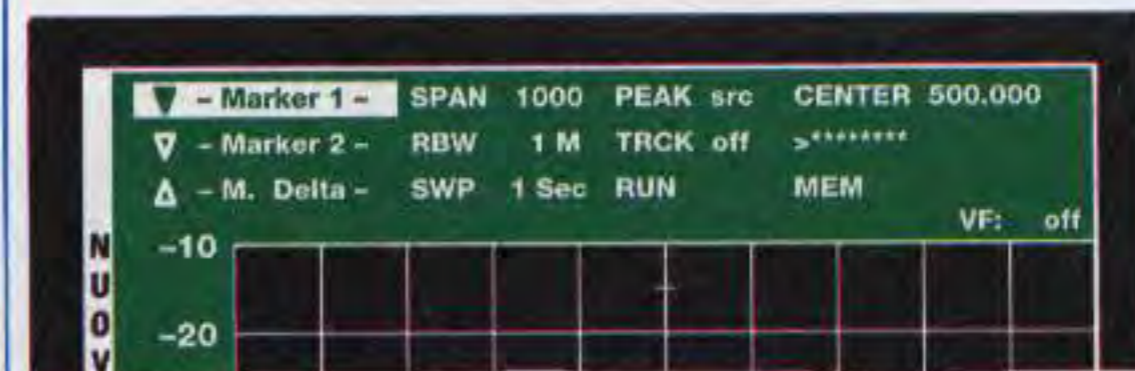 ▼ – Marker 1 – SPAN 1000 PEAK src CENTER 500.000
▽ – Marker 2 – RBW 1 M TRCK off >********
△ – M. Delta – SWP 1 Sec RUN MEM
VF: off
–10
–20
NUOV